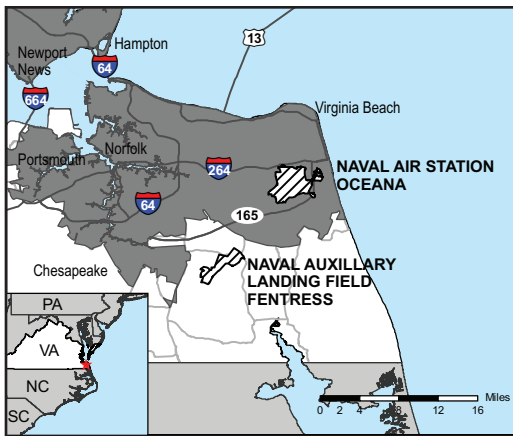 13
Hampton
Newport
News
64
664
Virginia Beach
Portsmouth
Norfolk
264
NAVAL AIR STATION
OCEANA
64
165
Chesapeake
NAVAL AUXILLARY
LANDING FIELD
FENTRESS
PA
VA
NC
SC
Miles
0 2 4 8 12 16